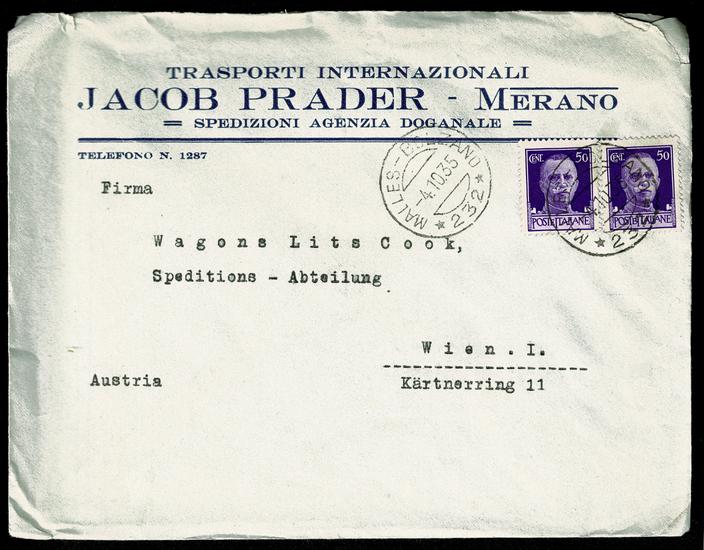 TRASPORTI INTERNAZIONALI
JACOB PRADER - MERANO
= SPEDIZIONI AGENZIA DOGANALE =
TELEFONO N. 1287
MALLES-BOLZANO
-4.10.35
* 232 *
CENT. 50
POSTE ITALIANE
CENT. 50
POSTE ITALIANE
Firma
Wagons Lits Cook,
Speditions - Abteilung
Wien.I.
Austria
Kärtnerring 11